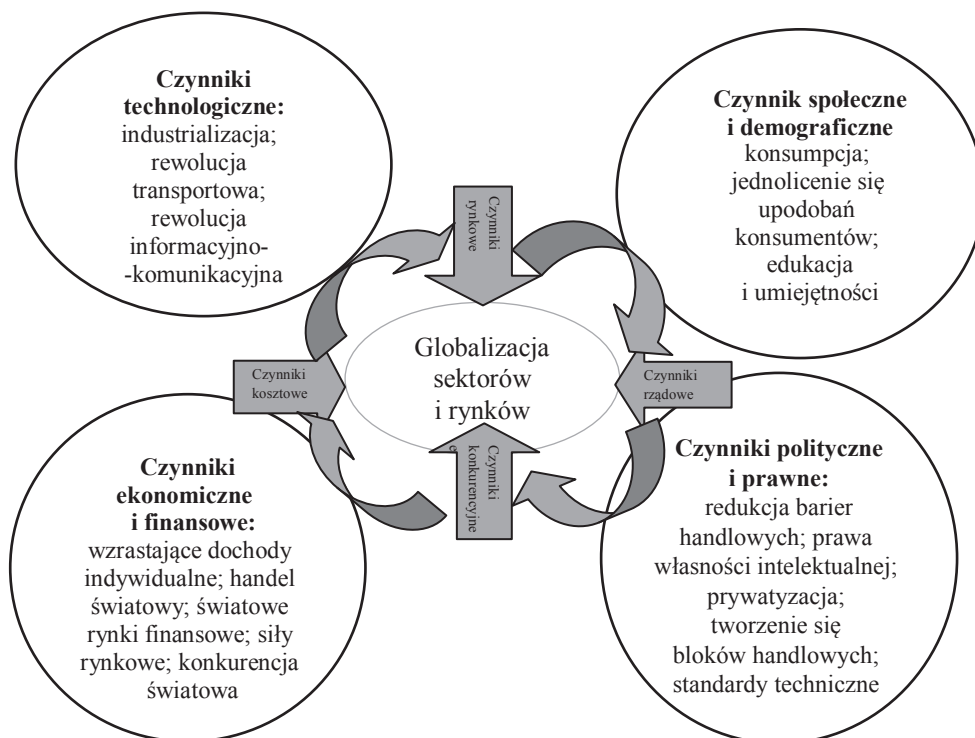 Czynniki
technologiczne:
industrializacja;
rewolucja
transportowa;
rewolucja
informacyjno-
-komunikacyjna
Czynnik społeczne
i demograficzne
konsumpcja;
jednolicenie się
upodobań
konsumentów;
edukacja
i umiejętności
Czynniki
rynkowe
Globalizacja
sektorów
i rynków
Czynniki
kosztowe
Czynniki
rządowe
Czynniki
konkurencyjne
e
Czynniki
ekonomiczne
i finansowe:
wzrastające dochody
indywidualne; handel
światowy; światowe
rynki finansowe; siły
rynkowe; konkurencja
światowa
Czynniki polityczne
i prawne:
redukcja barier
handlowych; prawa
własności intelektualnej;
prywatyzacja;
tworzenie się
bloków handlowych;
standardy techniczne